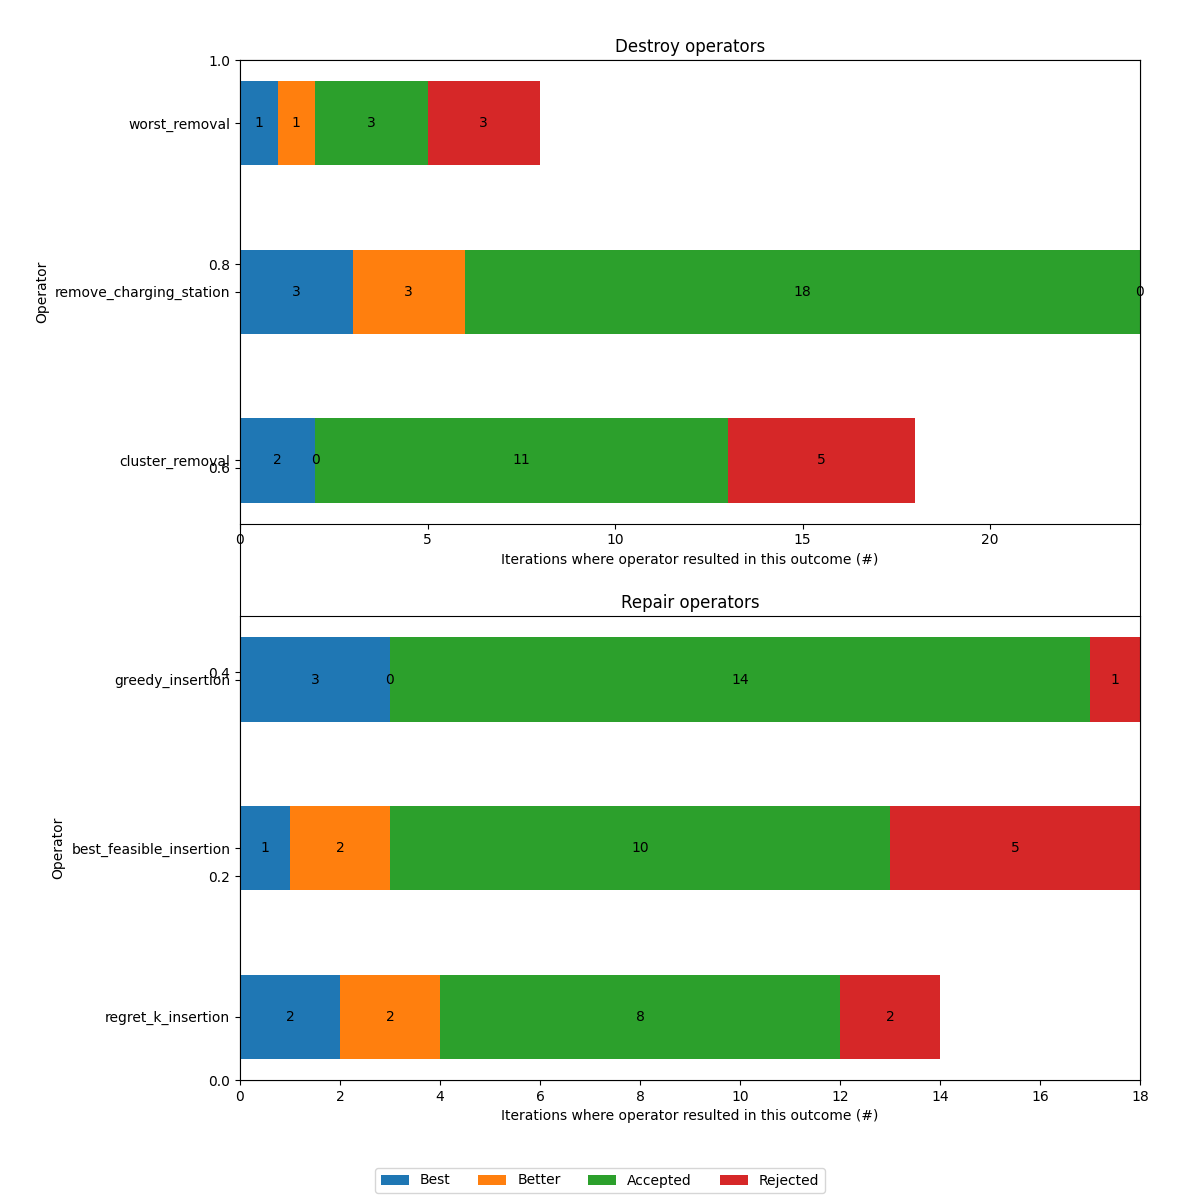 Destroy operators
1.0
worst_removal
1 1 3 3
0.8
Operator
remove_charging_station
3 3 18 0
cluster_removal
2 0 11 5
0.6
0 5 10 15 20
Iterations where operator resulted in this outcome (#)
Repair operators
0.4
greedy_insertion
3 0 14 1
Operator
best_feasible_insertion
1 2 10 5
0.2
regret_k_insertion
2 2 8 2
0.0
0 2 4 6 8 10 12 14 16 18
Iterations where operator resulted in this outcome (#)
Best Better Accepted Rejected